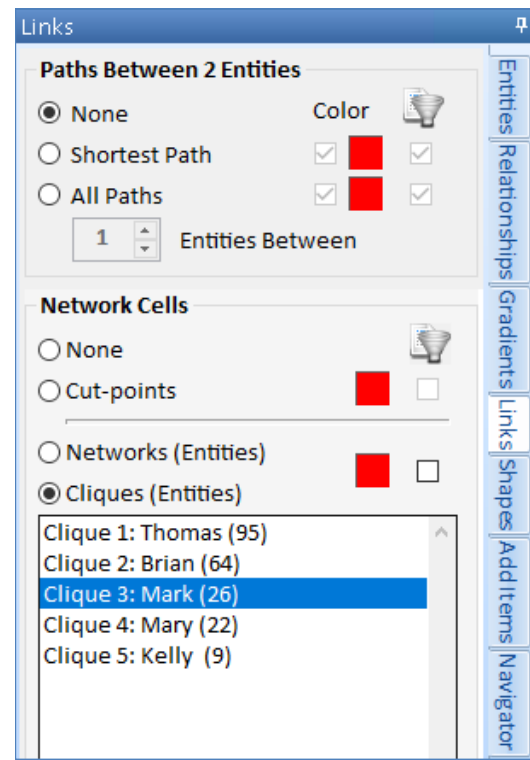 Links
Paths Between 2 Entities
None
Color
Shortest Path
All Paths
1
Entities Between
Network Cells
None
Cut-points
Networks (Entities)
Cliques (Entities)
Clique 1: Thomas (95)
Clique 2: Brian (64)
Clique 3: Mark (26)
Clique 4: Mary (22)
Clique 5: Kelly  (9)
Entities
Relationships
Gradients
Links
Shapes
Add Items
Navigator